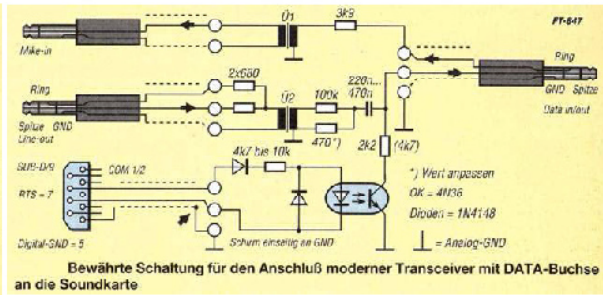 Ü1
3k9
FT-847
Mike-in
Ring
GND Spitze
Data in/out
Ring
2x680
Spitze GND
Line-out
Ü2
100k
220n...
470n
470 *)
2k2
(4k7)
SUB-D/9
COM 1/2
4k7 bis 10k
RTS = 7
*) Wert anpassen
OK = 4N36
Dioden = 1N4148
Digital-GND = 5
Schirm einseitig an GND
= Analog-GND
Bewährte Schaltung für den Anschluß moderner Transceiver mit DATA-Buchse
an die Soundkarte